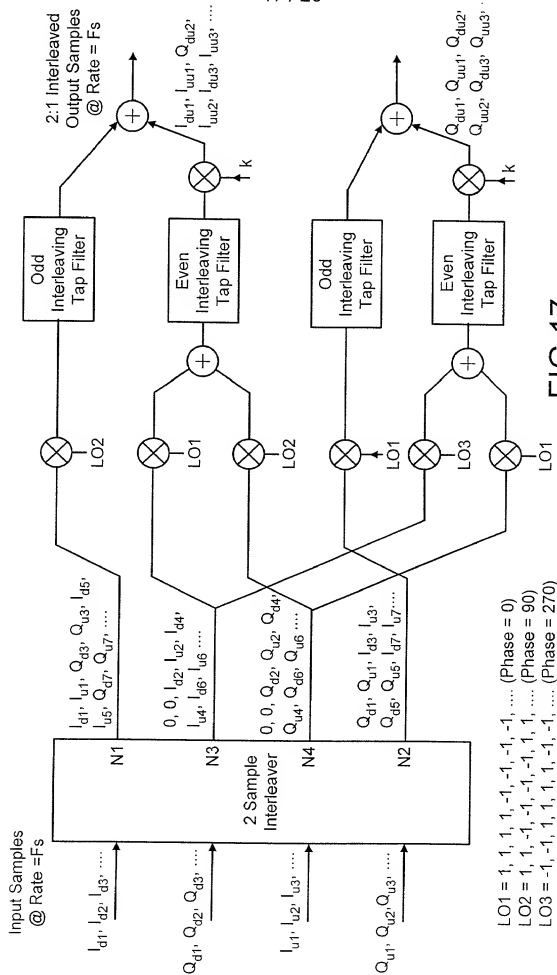 Input Samples
@ Rate =Fs
I_d1, I_d2, I_d3, ....
Q_d1, Q_d2, Q_d3, ....
I_u1, I_u2, I_u3, ....
Q_u1, Q_u2, Q_u3, ....
2 Sample
Interleaver
N1
N3
N4
N2
I_d1, I_u1, Q_d3, Q_u3, I_d5,
I_u5, Q_d7, Q_u7, ....
0, 0, I_d2, I_u2, I_d4,
I_u4, I_d6, I_u6 ....
0, 0, Q_d2, Q_u2, Q_d4,
Q_u4, Q_d6, Q_u6 ....
Q_d1, Q_u1, I_d3, I_u3,
Q_d5, Q_u5, I_d7, I_u7....
LO2
LO1
LO2
LO1
LO3
LO1
Odd
Interleaving
Tap Filter
Even
Interleaving
Tap Filter
k
Odd
Interleaving
Tap Filter
Even
Interleaving
Tap Filter
k
2:1 Interleaved
Output Samples
@ Rate = Fs
I_du1, I_uu1, Q_du2,
I_uu2, I_du3, I_uu3, ....
Q_du1, Q_uu1, Q_du2,
Q_uu2, Q_du3, Q_uu3, ....
LO1 = 1, 1, 1, 1, -1, -1, -1, -1, .... (Phase = 0)
LO2 = 1, 1, -1, -1, -1, -1, 1, 1, .... (Phase = 90)
LO3 = -1, -1, 1, 1, 1, 1, -1, -1, .... (Phase = 270)
FIG 17